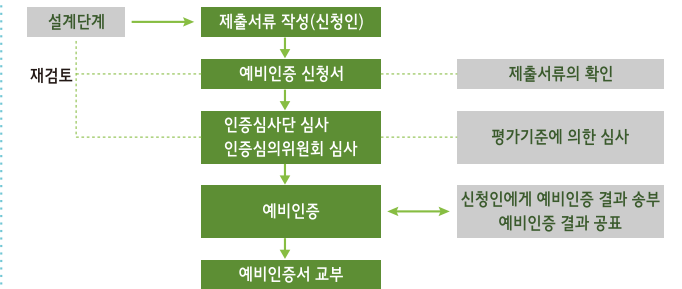 설계단계
제출서류 작성(신청인)
재검토
예비인증 신청서
제출서류의 확인
인증심사단 심사
인증심의위원회 심사
평가기준에 의한 심사
예비인증
신청인에게 예비인증 결과 송부
예비인증 결과 공표
예비인증서 교부